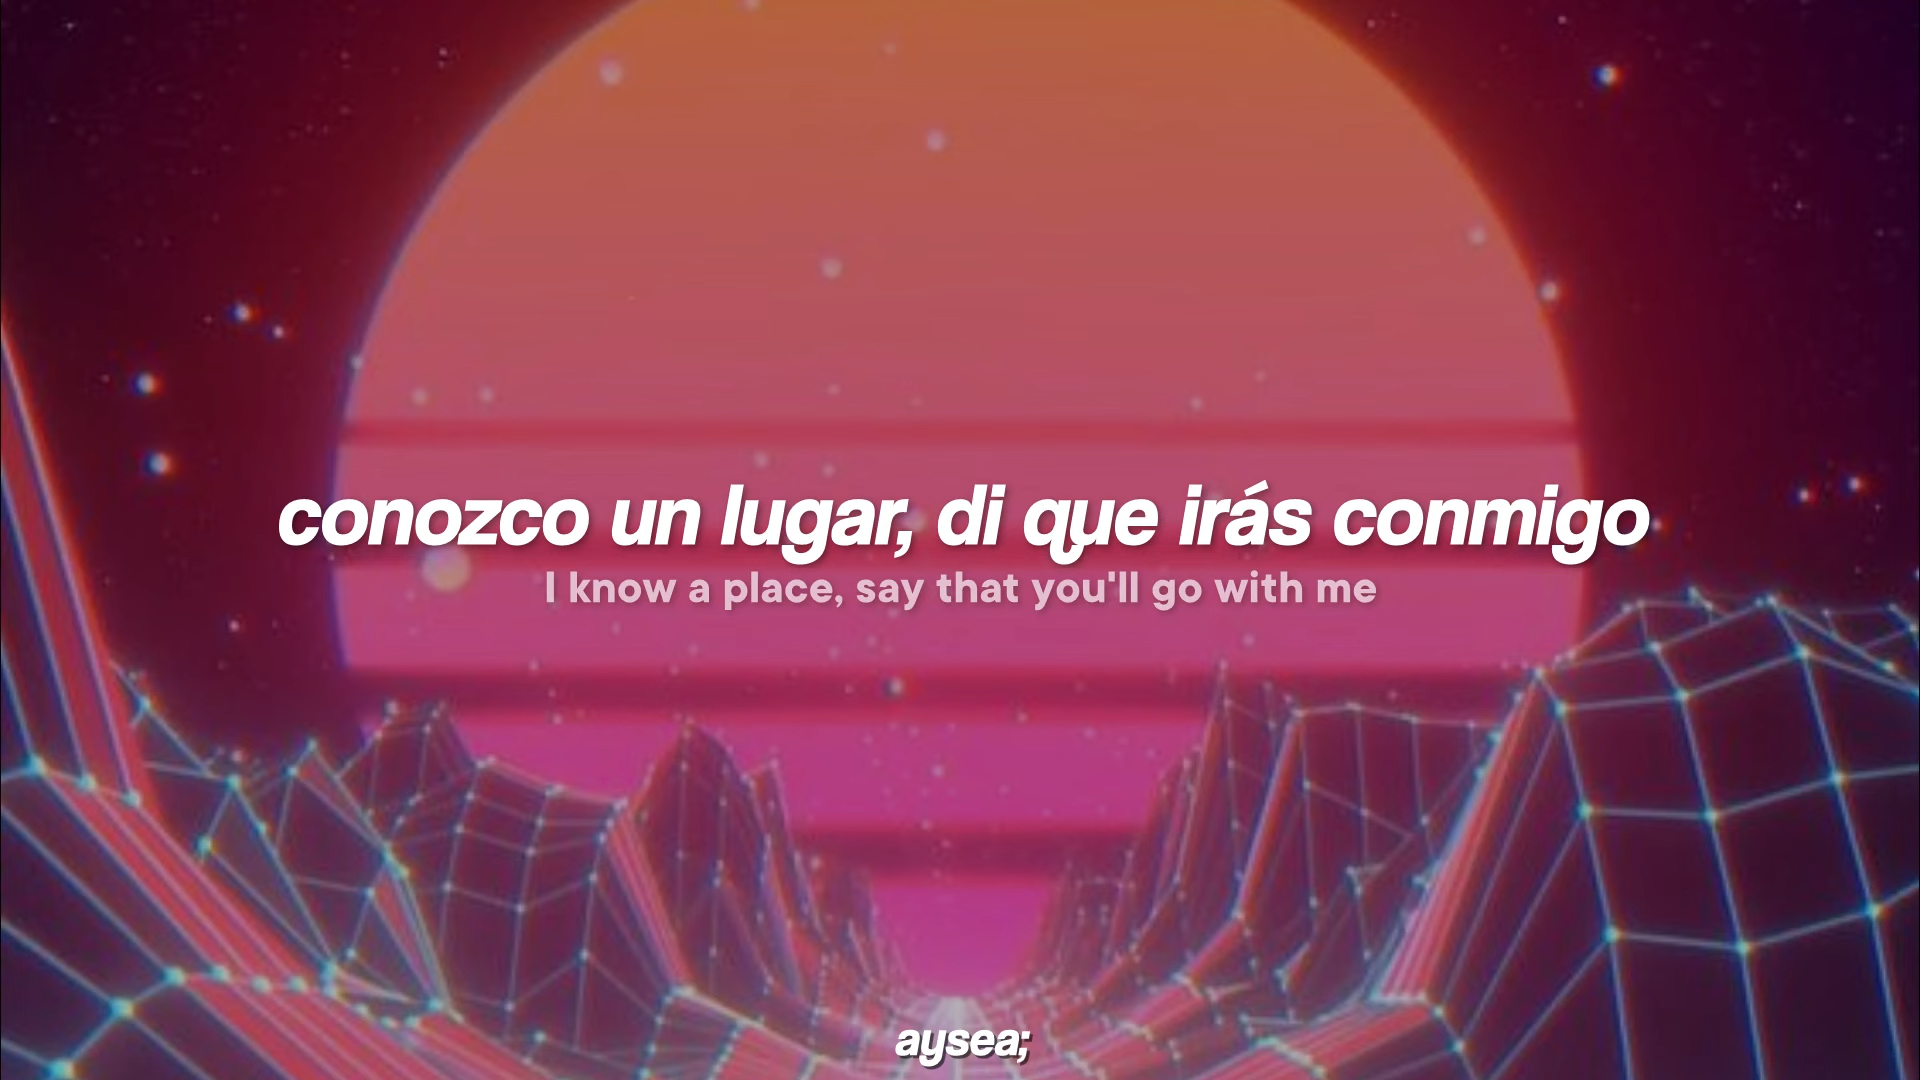 conozco un lugar, di que irás conmigo
I know a place, say that you'll go with me
aysea;